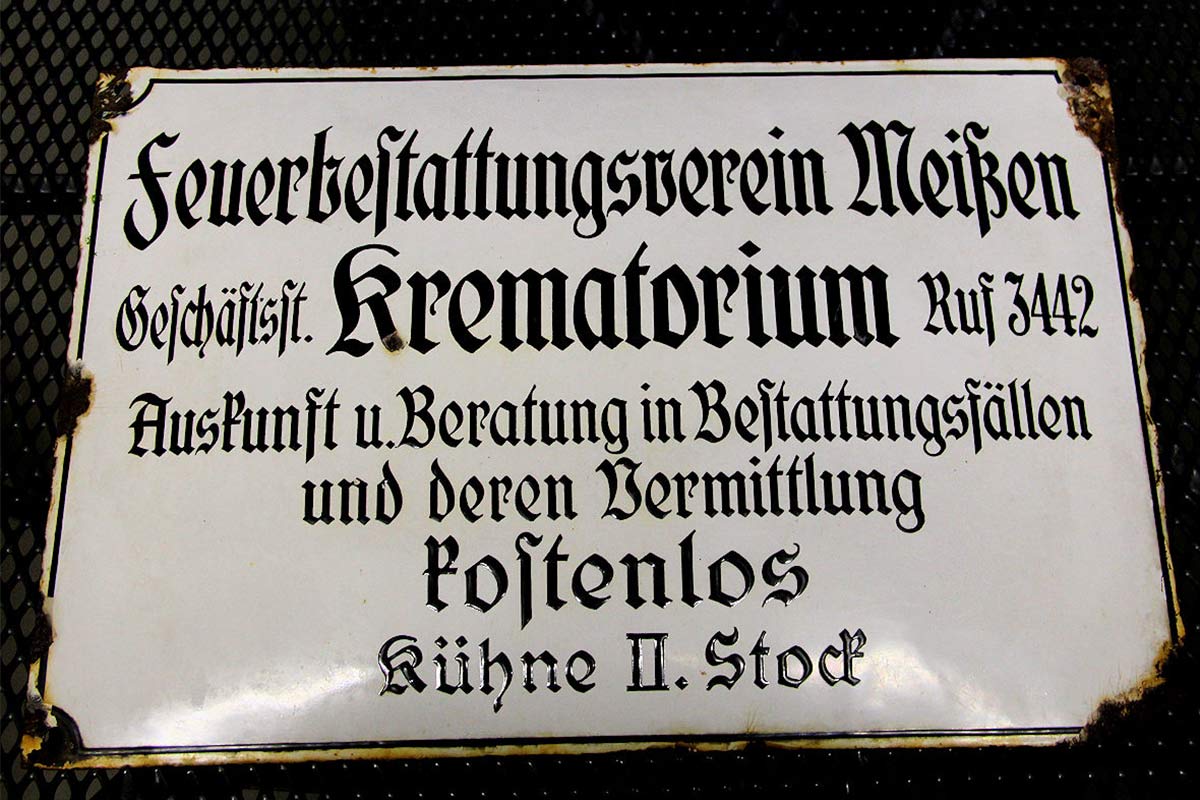 Feuerbestattungsverein Meißen
Geschäftsst. Krematorium Ruf 3442
Auskunft u. Beratung in Bestattungsfällen
und deren Vermittlung
kostenlos
Kühne II. Stock